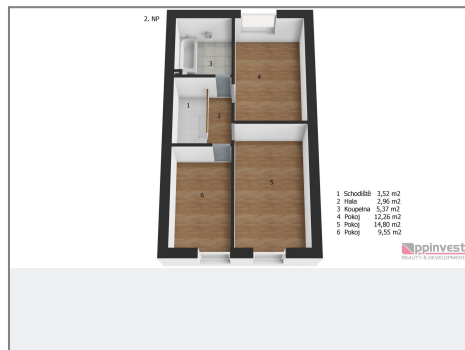 2. NP
3
4
1
2
5
6
1 Schodiště 3,52 m2
2 Hala 2,96 m2
3 Koupelna 5,37 m2
4 Pokoj 12,26 m2
5 Pokoj 14,80 m2
6 Pokoj 9,55 m2
ppinvest
REALITY & DEVELOPMENT